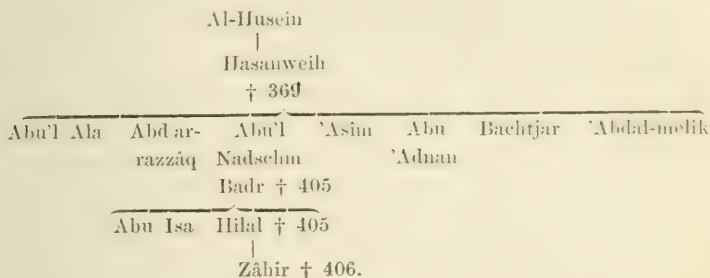 Al-Husein
Hasanweih
† 369
Abu'l Ala Abd ar- Abu'l 'Asim Abu Bachtjar 'Abdal-melik
razzâq Nadschm 'Adnan
Badr † 405
Abu Isa Hilal † 405
Zâhir † 406.